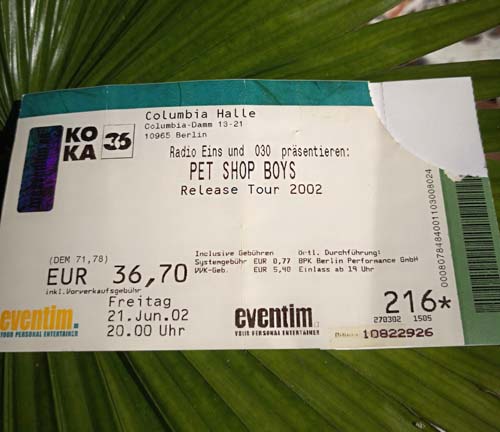 Columbia Halle
Columbia-Damm 13-21
10965 Berlin
KO
KA
36
Radio Eins und 030 präsentieren:
PET SHOP BOYS
Release Tour 2002
(DEM 71,78)
EUR 36,70
inkl.Vorverkaufsgebühr
Inclusive Gebühren
Systemgebühr EUR 0,77
VVK-Geb. EUR 5,40
Örtl. Durchführung:
BPK Berlin Performance GmbH
Einlass ab 19 Uhr
Freitag
21.Jun.02
20.00 Uhr
eventim.
YOUR PERSONAL ENTERTAINER
eventim
YOUR PERSONAL ENTERTAINER
216*
270302 1505
10822926
0008078484001103008024